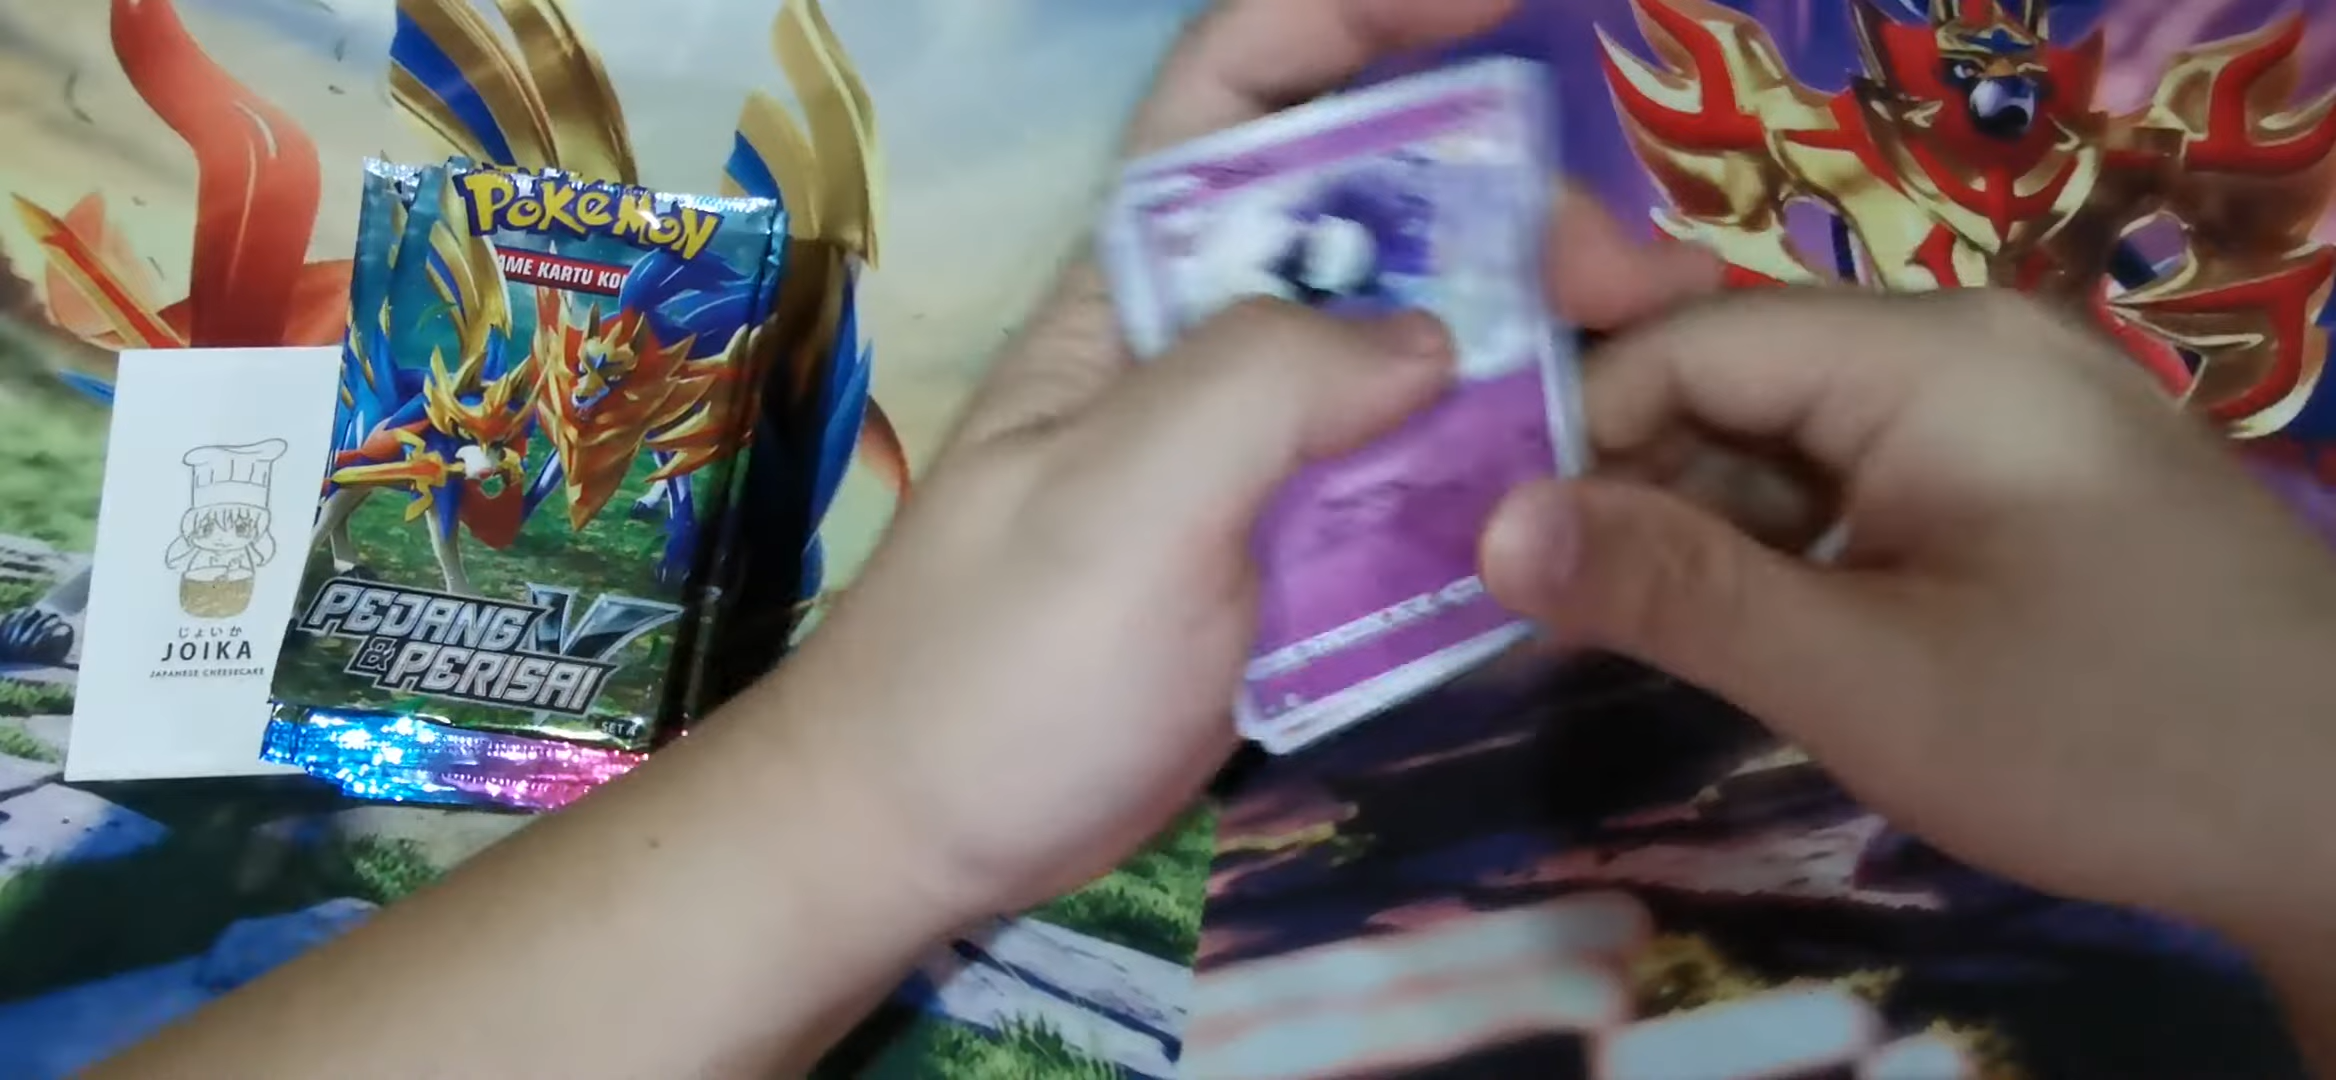 POKÉMON
AME KARTU KO
PEDANG
& PERISAI
SET A
じょいか
JOIKA
JAPANESE CHEESECAKE